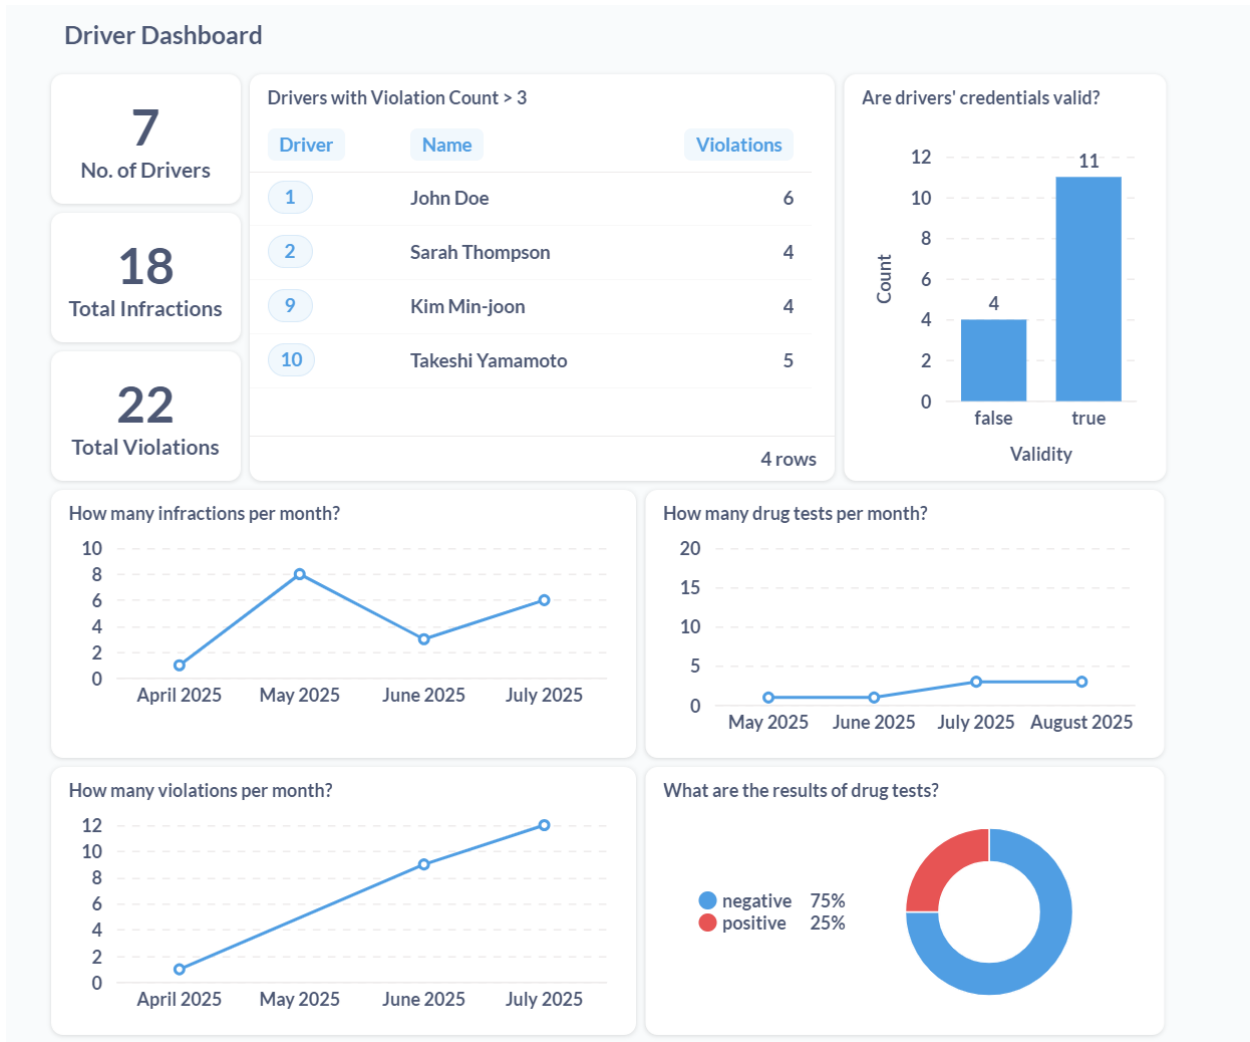 Driver Dashboard
7
No. of Drivers
18
Total Infractions
22
Total Violations
Drivers with Violation Count > 3
Driver Name Violations
1 John Doe 6
2 Sarah Thompson 4
9 Kim Min-joon 4
10 Takeshi Yamamoto 5
4 rows
Are drivers' credentials valid?
Count
12
10
8
6
4
2
0
4
11
false true
Validity
How many infractions per month?
10
8
6
4
2
0
April 2025 May 2025 June 2025 July 2025
How many drug tests per month?
20
15
10
5
0
May 2025 June 2025 July 2025 August 2025
How many violations per month?
12
10
8
6
4
2
0
April 2025 May 2025 June 2025 July 2025
What are the results of drug tests?
negative 75%
positive 25%